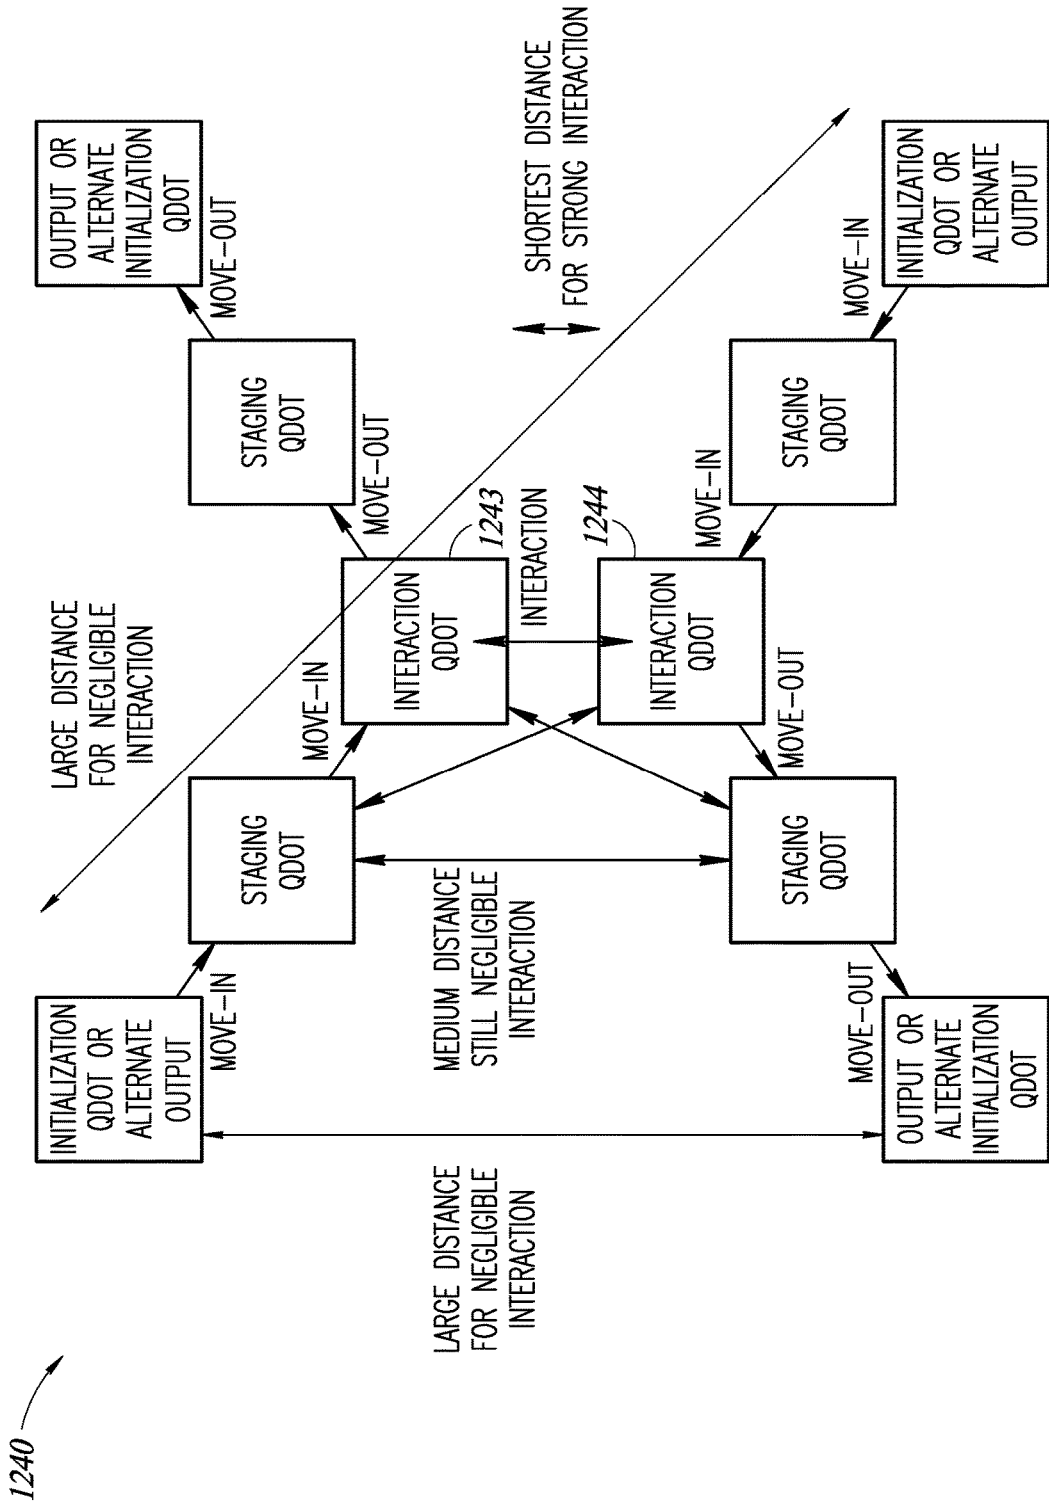 1240
LARGE DISTANCE
FOR NEGLIGIBLE
INTERACTION
INITIALIZATION
QDOT OR
ALTERNATE
OUTPUT
MOVE-IN
STAGING
QDOT
MOVE-IN
INTERACTION
QDOT
1243
MOVE-OUT
STAGING
QDOT
MOVE-OUT
OUTPUT OR
ALTERNATE
INITIALIZATION
QDOT
LARGE DISTANCE
FOR NEGLIGIBLE
INTERACTION
MEDIUM DISTANCE
STILL NEGLIGIBLE
INTERACTION
INTERACTION
SHORTEST DISTANCE
FOR STRONG INTERACTION
OUTPUT OR
ALTERNATE
INITIALIZATION
QDOT
MOVE-OUT
STAGING
QDOT
MOVE-OUT
INTERACTION
QDOT
1244
MOVE-IN
STAGING
QDOT
MOVE-IN
INITIALIZATION
QDOT OR
ALTERNATE
OUTPUT